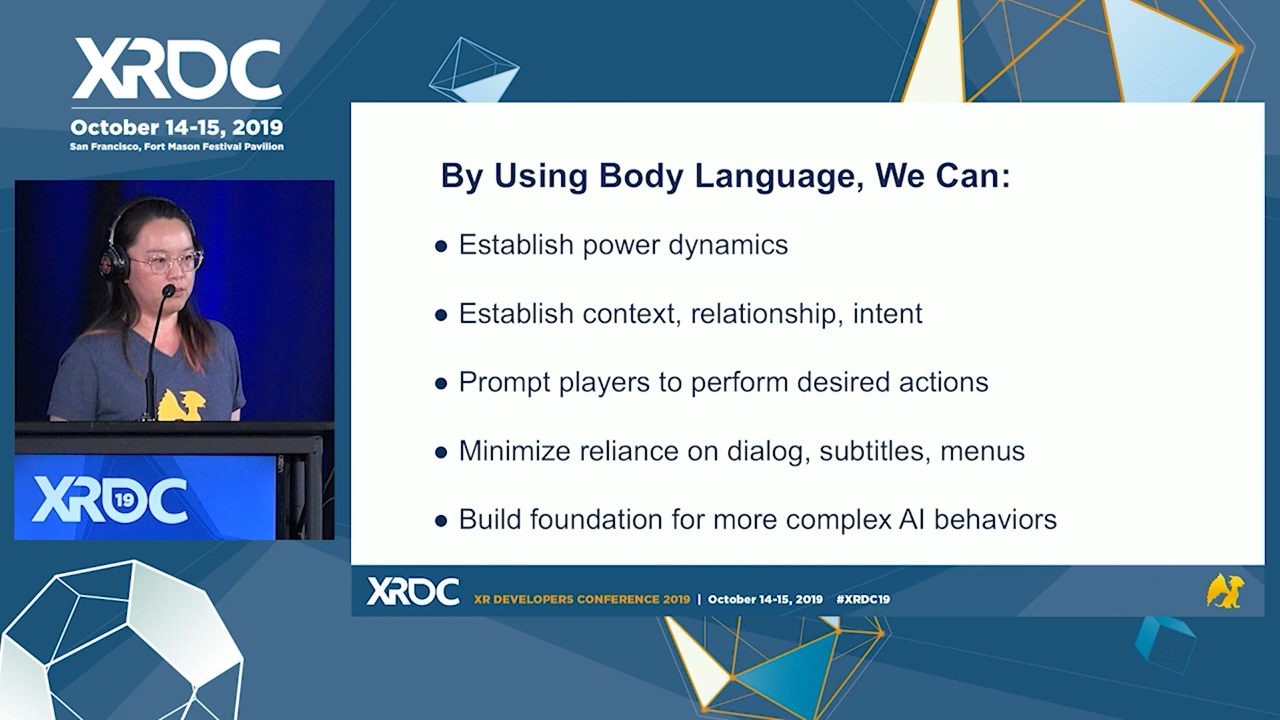 XRDC
October 14-15, 2019
San Francisco, Fort Mason Festival Pavilion
By Using Body Language, We Can:
● Establish power dynamics
● Establish context, relationship, intent
● Prompt players to perform desired actions
● Minimize reliance on dialog, subtitles, menus
● Build foundation for more complex AI behaviors
XRDC 19
XRDC XR DEVELOPERS CONFERENCE 2019 | October 14-15, 2019 #XRDC19